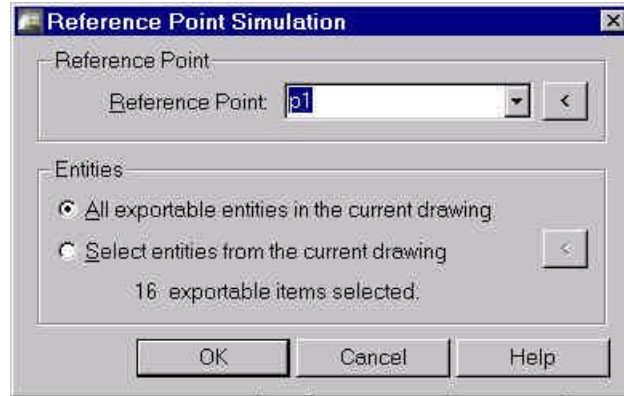 Reference Point Simulation
Reference Point
Reference Point: p1 <
Entities
All exportable entities in the current drawing
Select entities from the current drawing <
16 exportable items selected.
OK Cancel Help